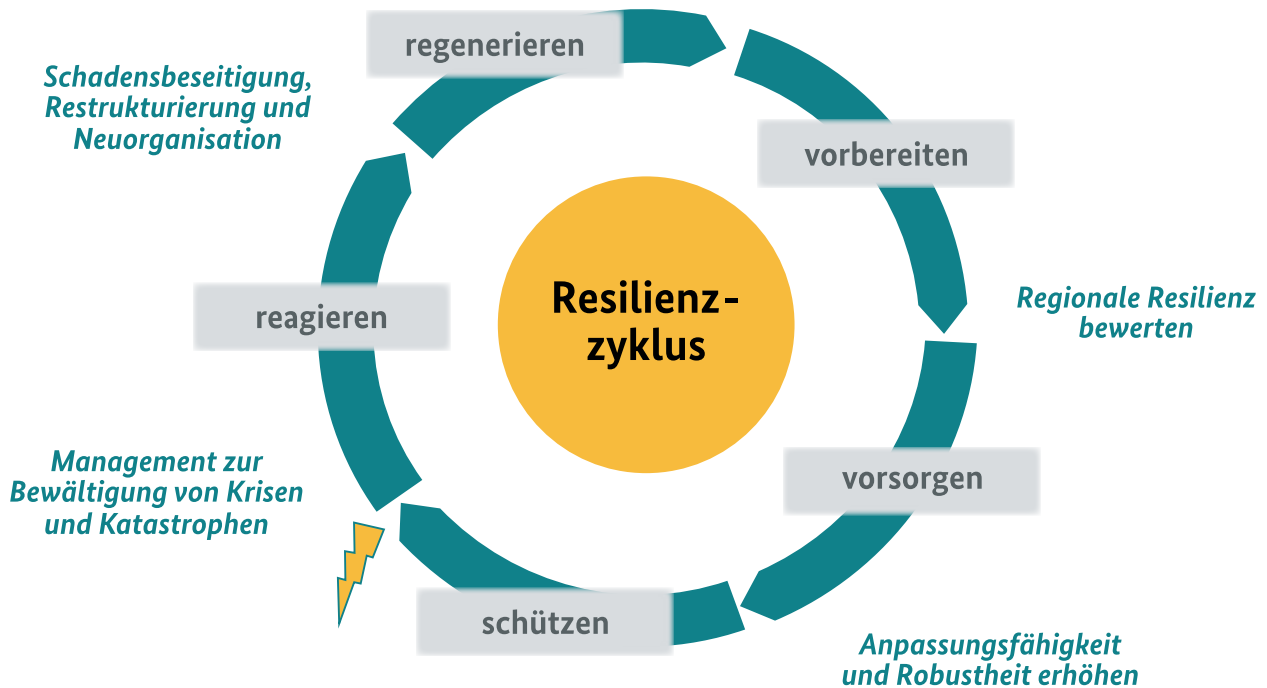 regenerieren
Schadensbeseitigung,
Restrukturierung und
Neuorganisation
vorbereiten
Resilienz-
zyklus
Regionale Resilienz
bewerten
reagieren
Management zur
Bewältigung von Krisen
und Katastrophen
vorsorgen
schützen
Anpassungsfähigkeit
und Robustheit erhöhen